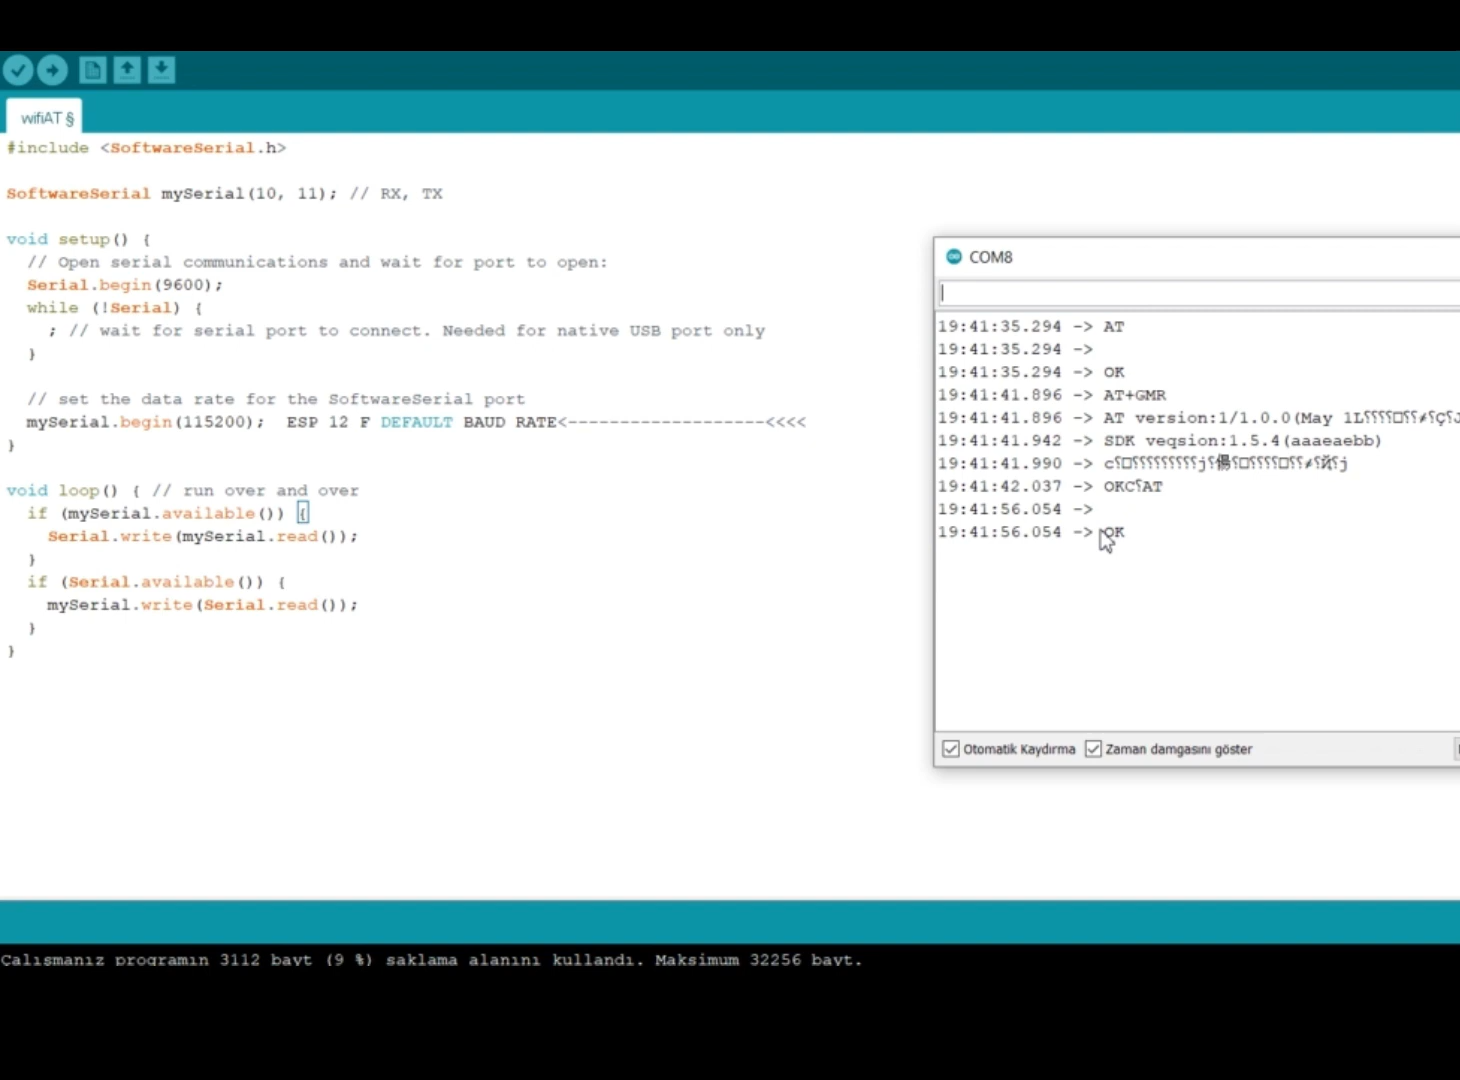 wifiAT §
#include <SoftwareSerial.h>
SoftwareSerial mySerial(10, 11); // RX, TX
void setup() {
// Open serial communications and wait for port to open:
Serial.begin(9600);
while (!Serial) {
; // wait for serial port to connect. Needed for native USB port only
}
// set the data rate for the SoftwareSerial port
mySerial.begin(115200);  ESP 12 F DEFAULT BAUD RATE<-------------------<<<<
}
void loop() { // run over and over
if (mySerial.available()) {
Serial.write(mySerial.read());
}
if (Serial.available()) {
mySerial.write(Serial.read());
}
}
COM8
19:41:35.294 -> AT
19:41:35.294 ->
19:41:35.294 -> OK
19:41:41.896 -> AT+GMR
19:41:41.896 -> AT version:1/1.0.0(May 1L
19:41:41.942 -> SDK veqsion:1.5.4(aaaeaebb)
19:41:41.990 ->
19:41:42.037 -> OKC⸮AT
19:41:56.054 ->
19:41:56.054 -> OK
Otomatik Kaydırma Zaman damgasını göster
Çalışmanız programın 3112 bayt (9 %) saklama alanını kullandı. Maksimum 32256 bayt.